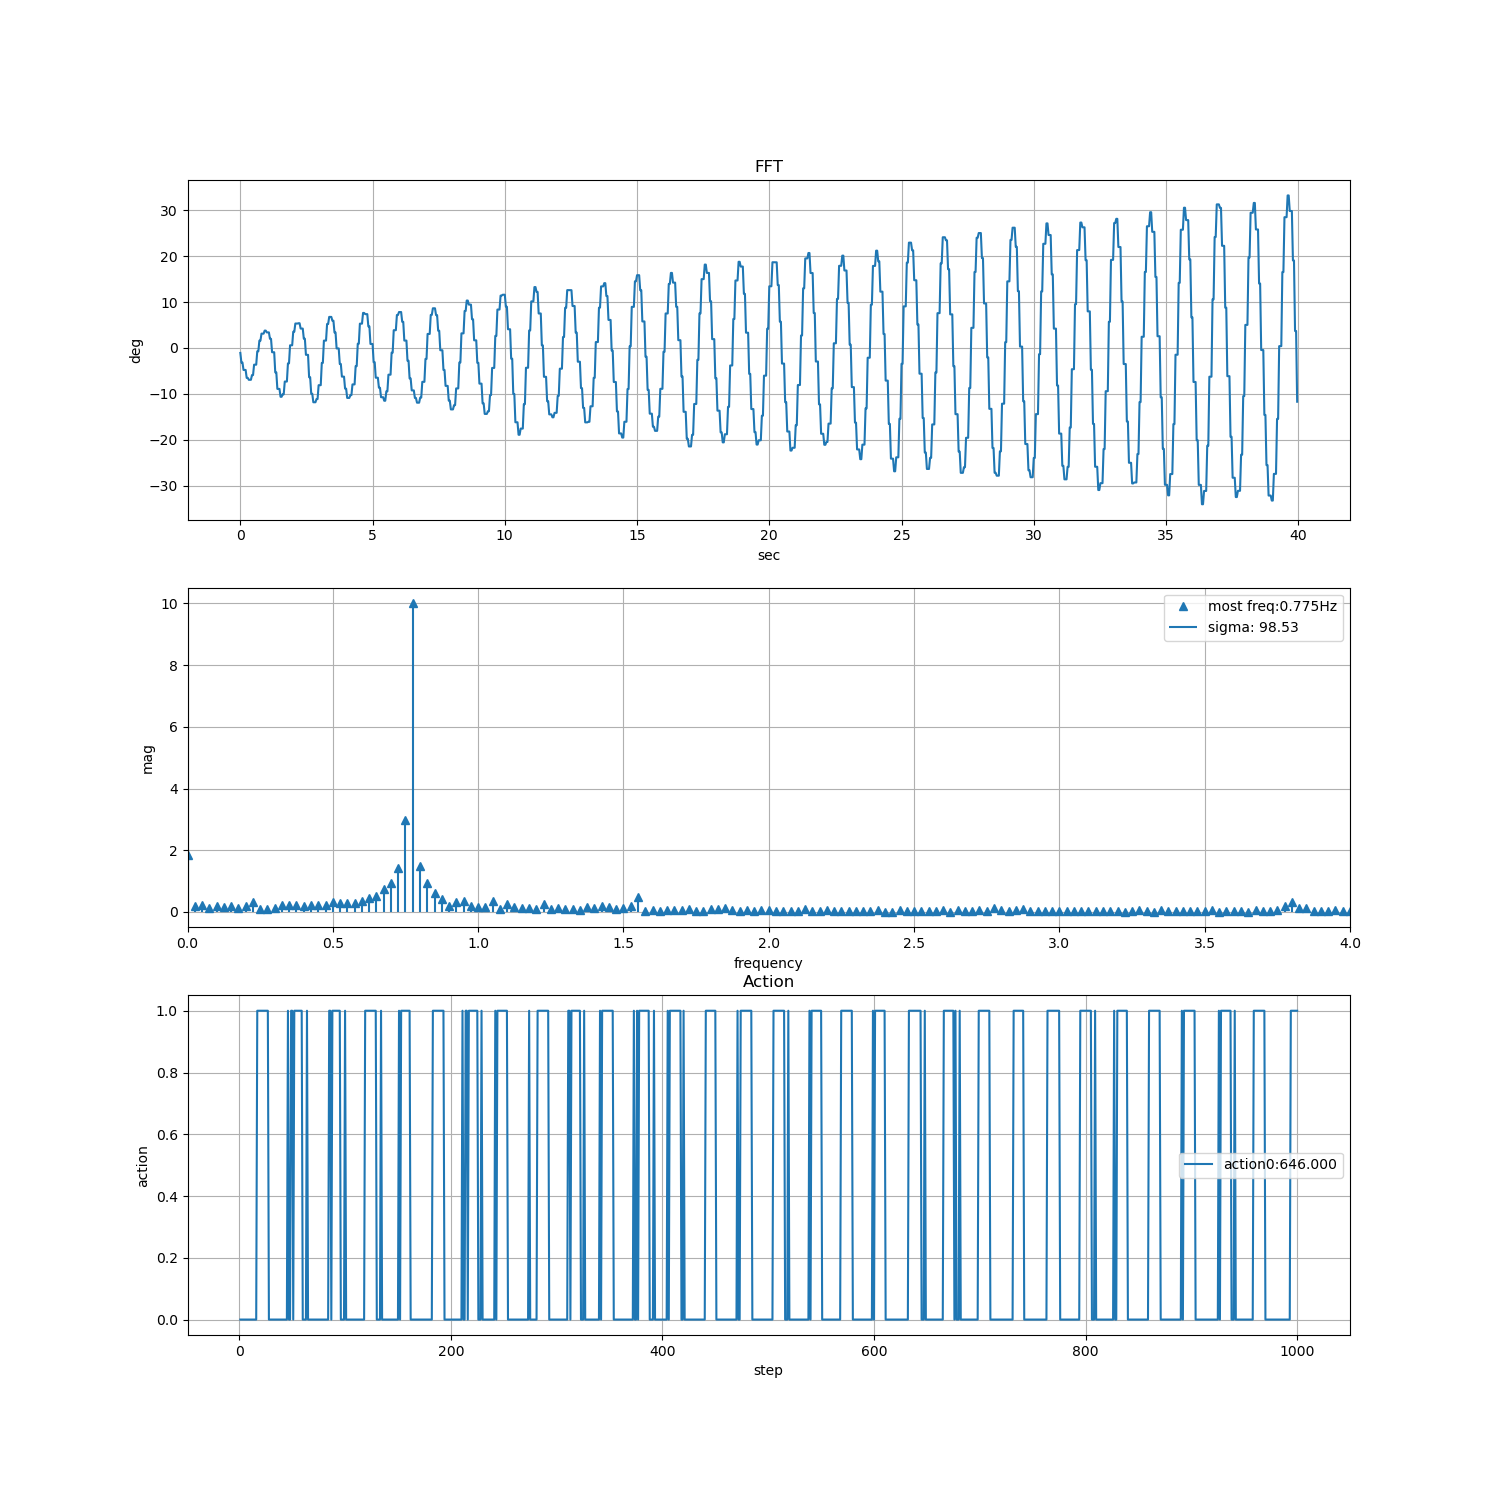 FFT
30
20
10
0
−10
−20
−30
deg
0 5 10 15 20 25 30 35 40
sec
10
8
6
4
2
0
mag
most freq:0.775Hz
sigma: 98.53
0.0 0.5 1.0 1.5 2.0 2.5 3.0 3.5 4.0
frequency
Action
1.0
0.8
0.6
0.4
0.2
0.0
action
action0:646.000
0 200 400 600 800 1000
step